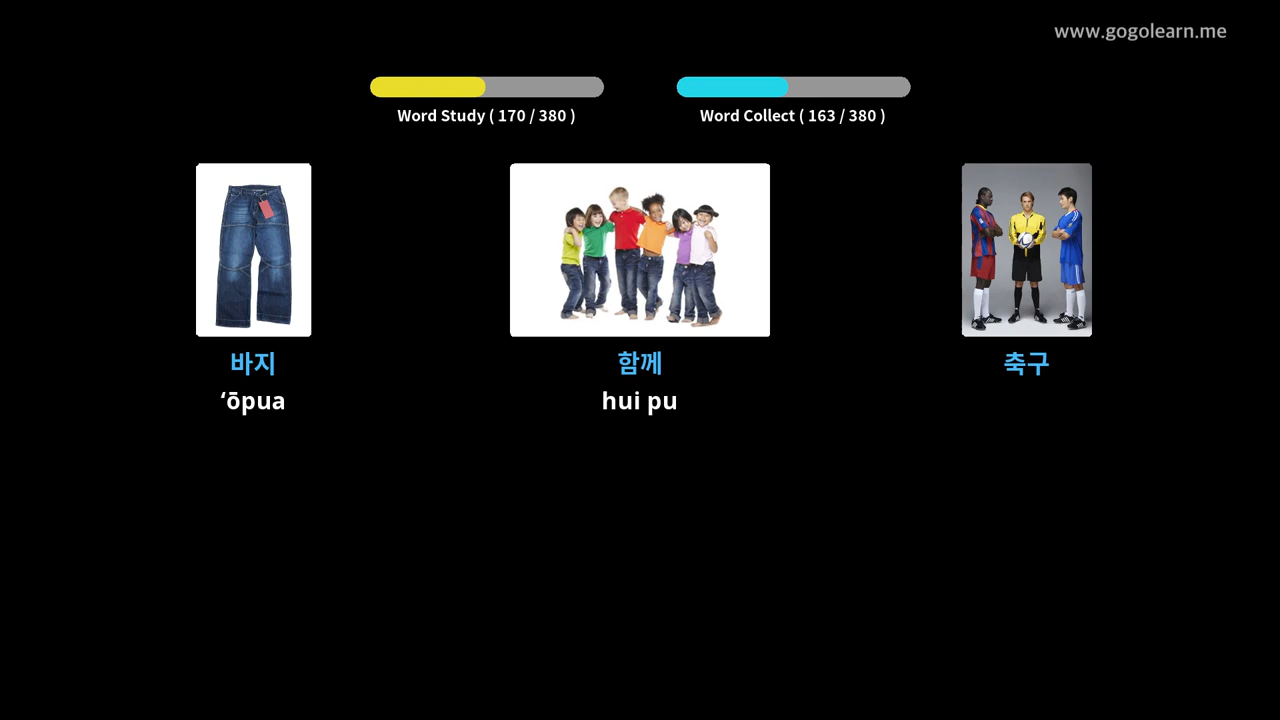 www.gogolearn.me
Word Study ( 170 / 380 )
Word Collect ( 163 / 380 )
바지
함께
축구
ʻōpua
hui pu